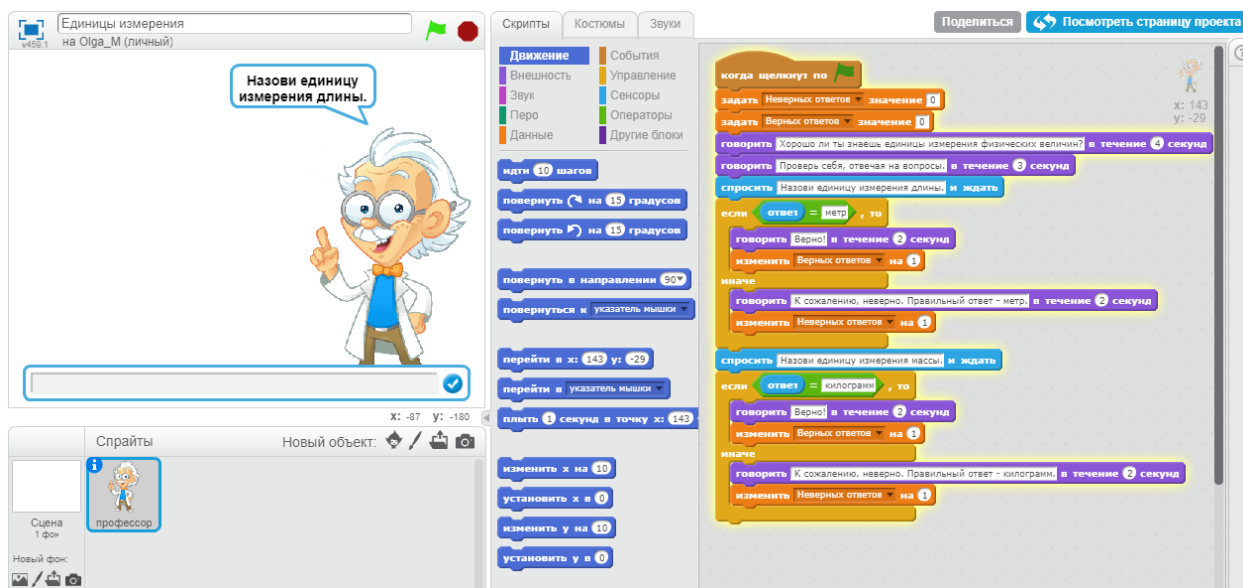 Единицы измерения
v459.1
на Olga_M (личный)
Назови единицу
измерения длины.
x: -87 y: -180
Спрайты
Новый объект:
Сцена
1 фон
Новый фон:
профессор
Скрипты
Костюмы
Звуки
Поделиться
Посмотреть страницу проекта
Движение
События
Внешность
Управление
Звук
Сенсоры
Перо
Операторы
Данные
Другие блоки
идти 10 шагов
повернуть на 15 градусов
повернуть на 15 градусов
повернуть в направлении 90
повернуться к указатель мышки
перейти в x: 143 y: -29
перейти в указатель мышки
плыть 1 секунд в точку x: 143
изменить x на 10
установить x в 0
изменить y на 10
установить y в 0
x: 143
y: -29
когда щелкнут по
задать Неверных ответов значение 0
задать Верных ответов значение 0
говорить Хорошо ли ты знаешь единицы измерения физических величин? в течение 4 секунд
говорить Проверь себя, отвечая на вопросы. в течение 3 секунд
спросить Назови единицу измерения длины. и ждать
если ответ = метр , то
говорить Верно! в течение 2 секунд
изменить Верных ответов на 1
иначе
говорить К сожалению, неверно. Правильный ответ - метр. в течение 2 секунд
изменить Неверных ответов на 1
спросить Назови единицу измерения массы. и ждать
если ответ = килограмм , то
говорить Верно! в течение 2 секунд
изменить Верных ответов на 1
иначе
говорить К сожалению, неверно. Правильный ответ - килограмм. в течение 2 секунд
изменить Неверных ответов на 1